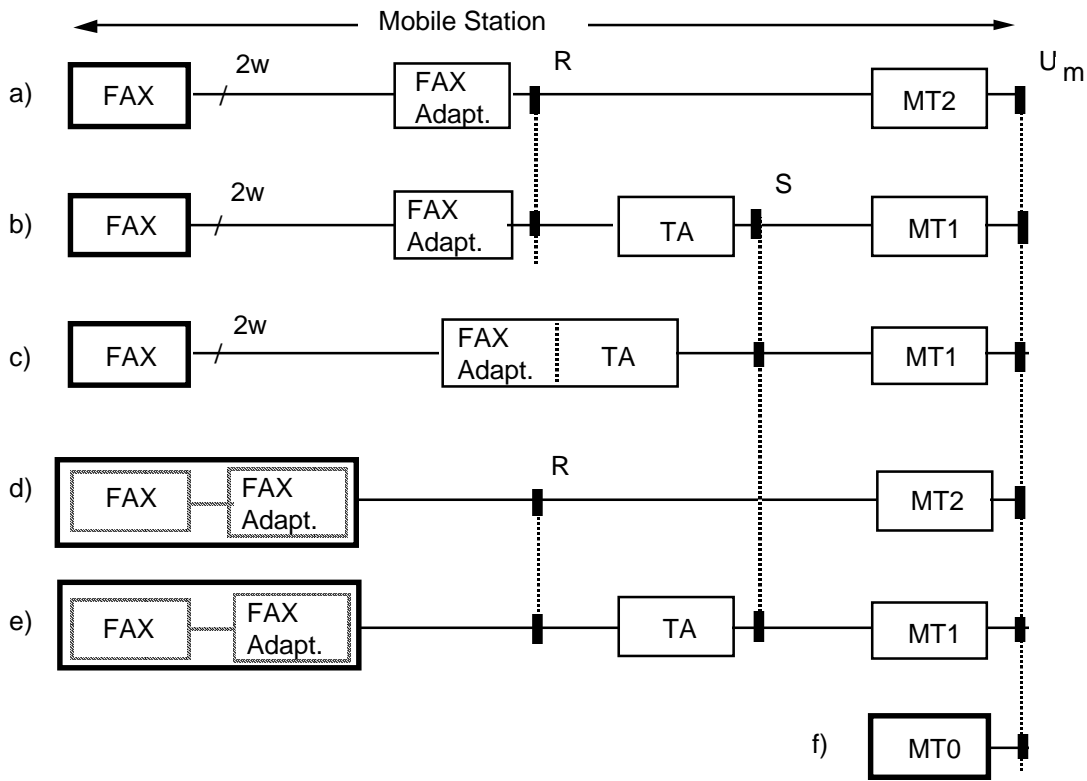 Mobile Station
a)
FAX
2w
FAX
Adapt.
R
MT2
U m
b)
FAX
2w
FAX
Adapt.
TA
S
MT1
c)
FAX
2w
FAX
Adapt.
TA
MT1
d)
FAX
FAX
Adapt.
R
MT2
e)
FAX
FAX
Adapt.
TA
MT1
f)
MT0